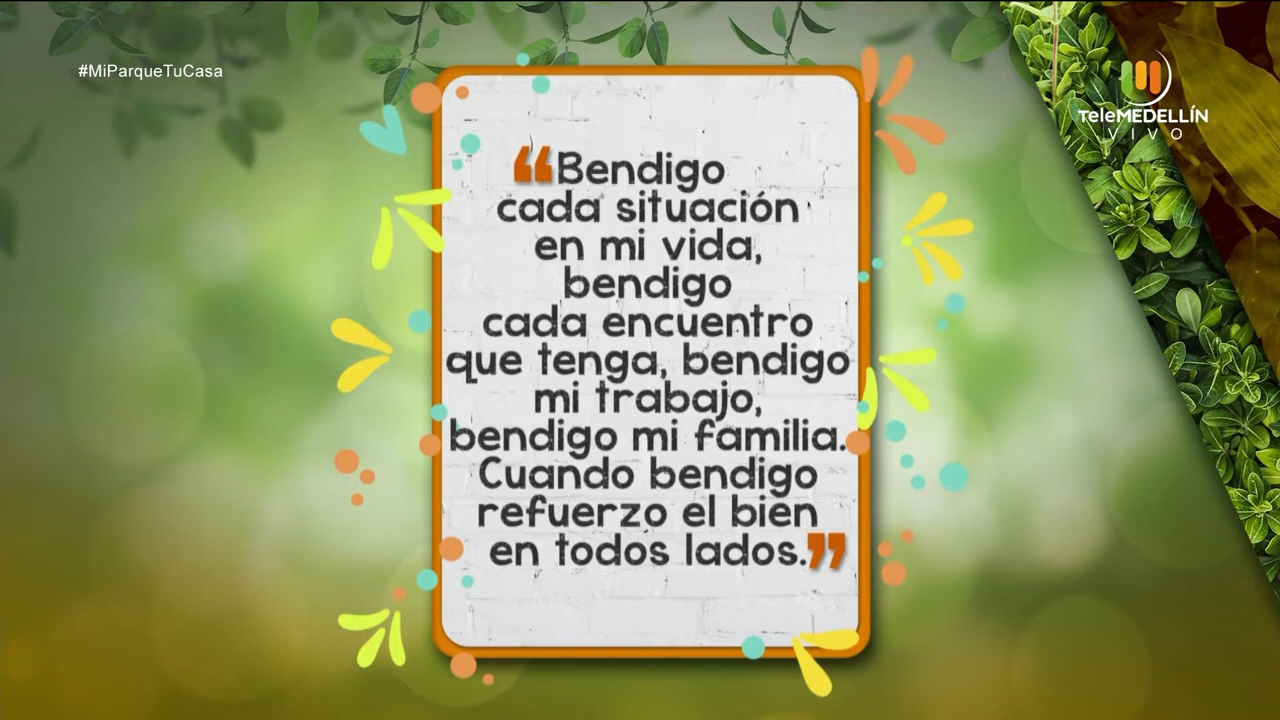 #MiParqueTuCasa
TeleMEDELLÍN
VIVO
“Bendigo
cada situación
en mi vida,
bendigo
cada encuentro
que tenga, bendigo
mi trabajo,
bendigo mi familia.
Cuando bendigo
refuerzo el bien
en todos lados.”